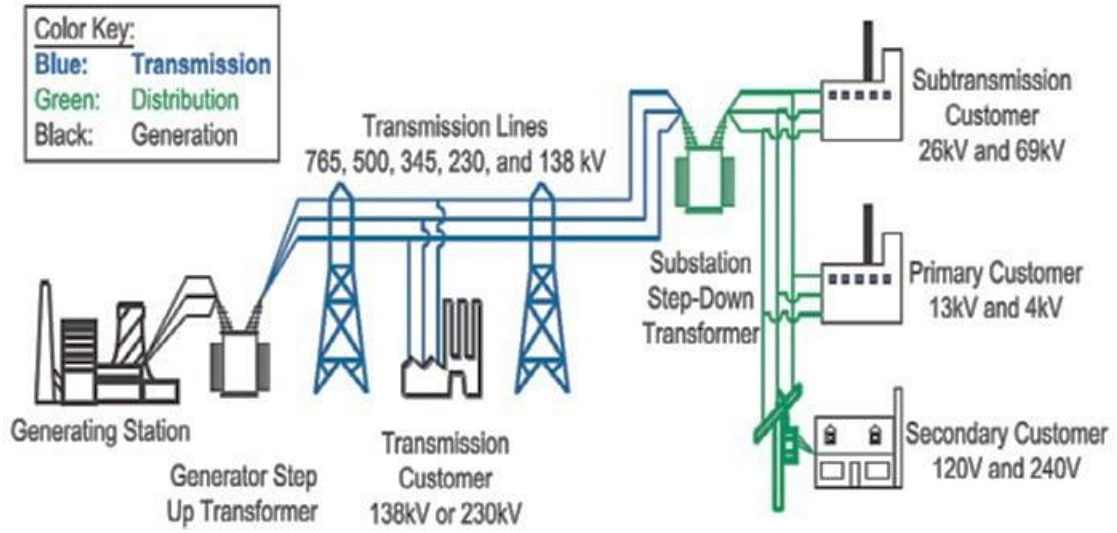 Color Key:
Blue: Transmission
Green: Distribution
Black: Generation
Transmission Lines
765, 500, 345, 230, and 138 kV
Subtransmission
Customer
26kV and 69kV
Substation
Step-Down
Transformer
Primary Customer
13kV and 4kV
Generating Station
Generator Step
Up Transformer
Transmission
Customer
138kV or 230kV
Secondary Customer
120V and 240V